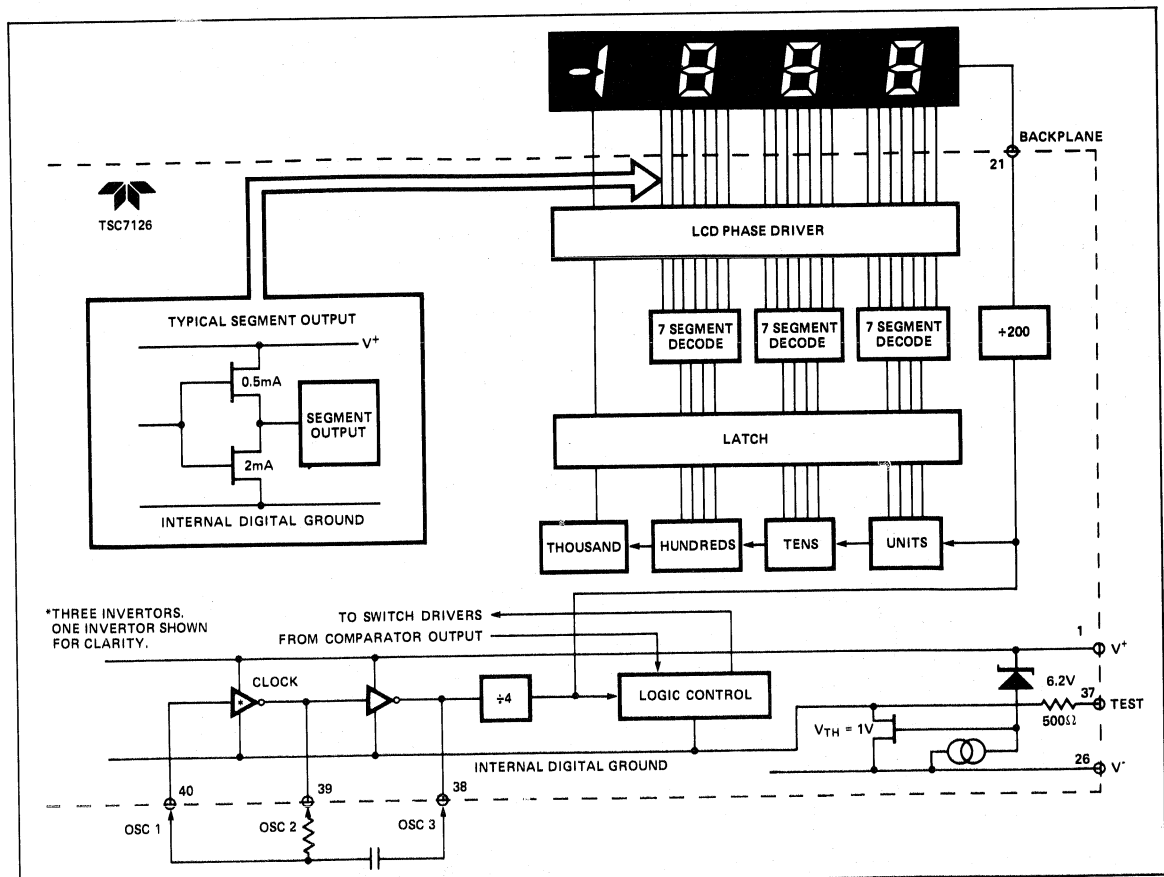 -1 8 8 8
BACKPLANE
21
TSC7126
LCD PHASE DRIVER
TYPICAL SEGMENT OUTPUT
V+
0.5mA
SEGMENT
OUTPUT
2mA
INTERNAL DIGITAL GROUND
7 SEGMENT
DECODE
7 SEGMENT
DECODE
7 SEGMENT
DECODE
÷200
LATCH
THOUSAND
HUNDREDS
TENS
UNITS
*THREE INVERTORS.
ONE INVERTOR SHOWN
FOR CLARITY.
TO SWITCH DRIVERS
FROM COMPARATOR OUTPUT
1
V+
CLOCK
*
÷4
LOGIC CONTROL
6.2V
37
TEST
500Ω
VTH = 1V
INTERNAL DIGITAL GROUND
26
V-
40
39
38
OSC 1
OSC 2
OSC 3